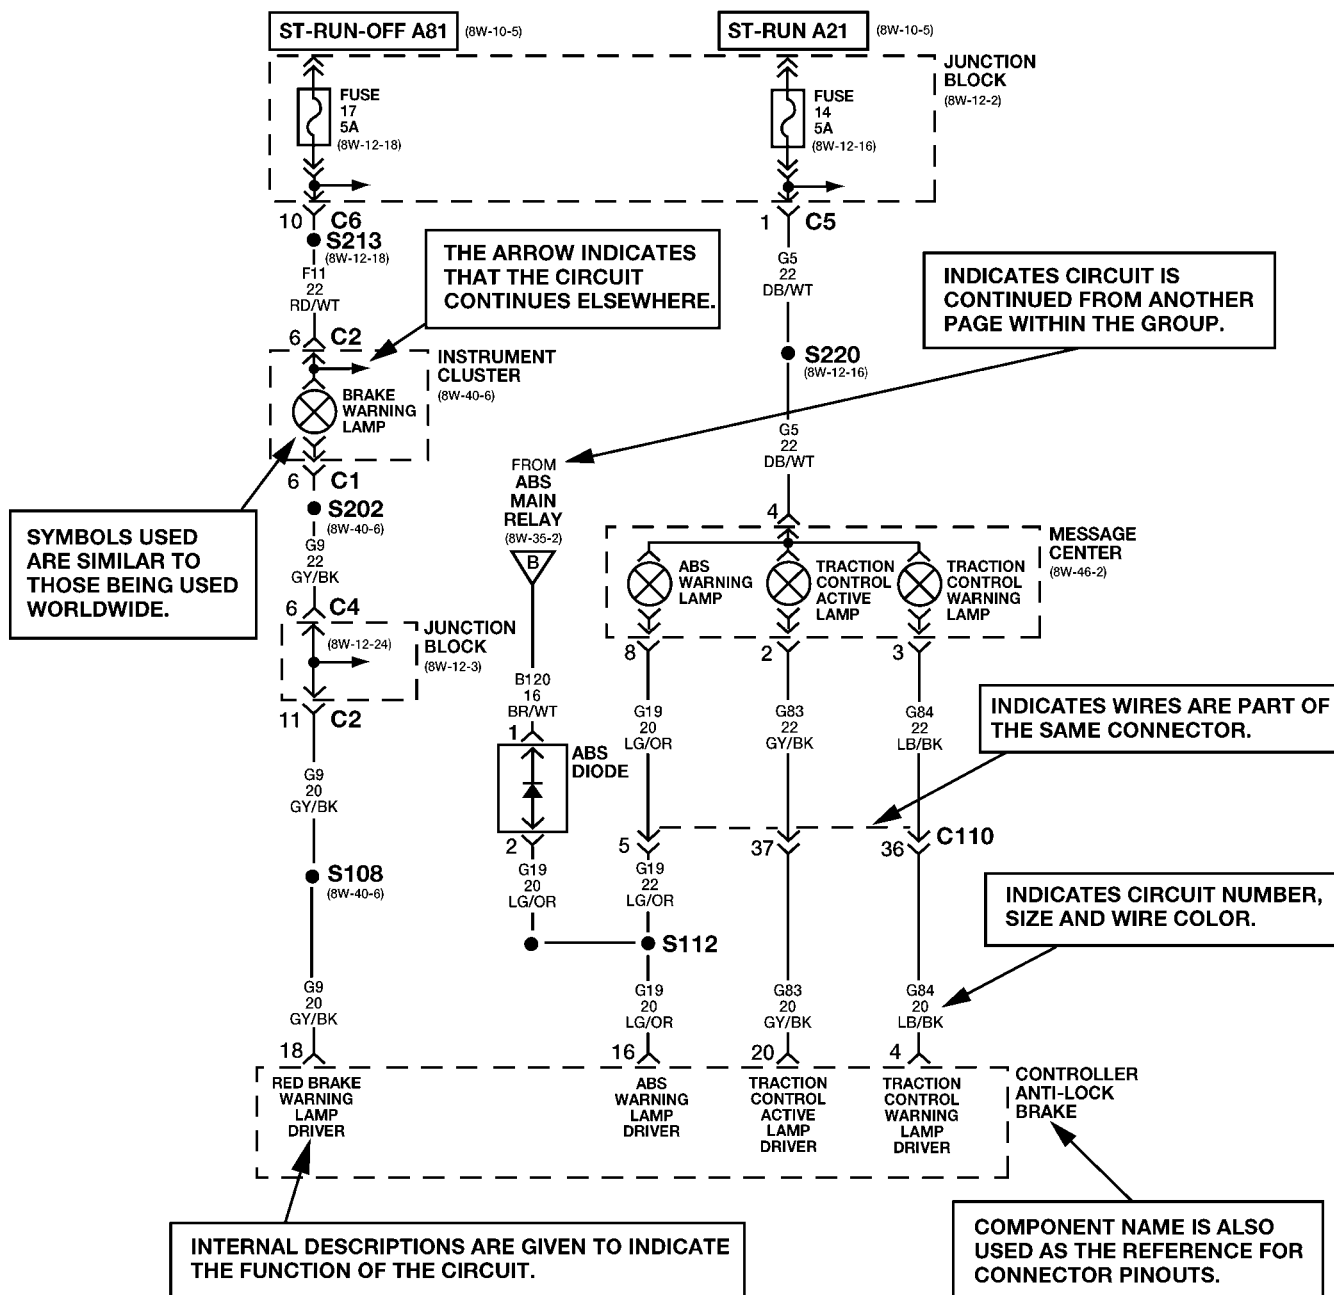 ST-RUN-OFF A81
(8W-10-5)
ST-RUN A21
(8W-10-5)
JUNCTION
BLOCK
(8W-12-2)
FUSE
17
5A
(8W-12-18)
FUSE
14
5A
(8W-12-16)
10
C6
S213
(8W-12-18)
F11
22
RD/WT
6
C2
1
C5
G5
22
DB/WT
THE ARROW INDICATES
THAT THE CIRCUIT
CONTINUES ELSEWHERE.
INDICATES CIRCUIT IS
CONTINUED FROM ANOTHER
PAGE WITHIN THE GROUP.
INSTRUMENT
CLUSTER
(8W-40-6)
BRAKE
WARNING
LAMP
S220
(8W-12-16)
G5
22
DB/WT
4
6
C1
S202
(8W-40-6)
G9
22
GY/BK
6
C4
SYMBOLS USED
ARE SIMILAR TO
THOSE BEING USED
WORLDWIDE.
FROM
ABS
MAIN
RELAY
(8W-35-2)
B
MESSAGE
CENTER
(8W-46-2)
ABS
WARNING
LAMP
TRACTION
CONTROL
ACTIVE
LAMP
TRACTION
CONTROL
WARNING
LAMP
JUNCTION
BLOCK
(8W-12-3)
(8W-12-24)
11
C2
8
2
3
B120
16
BR/WT
1
ABS
DIODE
2
G19
20
LG/OR
G83
22
GY/BK
G84
22
LB/BK
INDICATES WIRES ARE PART OF
THE SAME CONNECTOR.
G9
20
GY/BK
5
37
36
C110
G19
20
LG/OR
G19
22
LG/OR
S108
(8W-40-6)
S112
INDICATES CIRCUIT NUMBER,
SIZE AND WIRE COLOR.
G9
20
GY/BK
G19
20
LG/OR
G83
20
GY/BK
G84
20
LB/BK
18
16
20
4
RED BRAKE
WARNING
LAMP
DRIVER
ABS
WARNING
LAMP
DRIVER
TRACTION
CONTROL
ACTIVE
LAMP
DRIVER
TRACTION
CONTROL
WARNING
LAMP
DRIVER
CONTROLLER
ANTI-LOCK
BRAKE
INTERNAL DESCRIPTIONS ARE GIVEN TO INDICATE
THE FUNCTION OF THE CIRCUIT.
COMPONENT NAME IS ALSO
USED AS THE REFERENCE FOR
CONNECTOR PINOUTS.